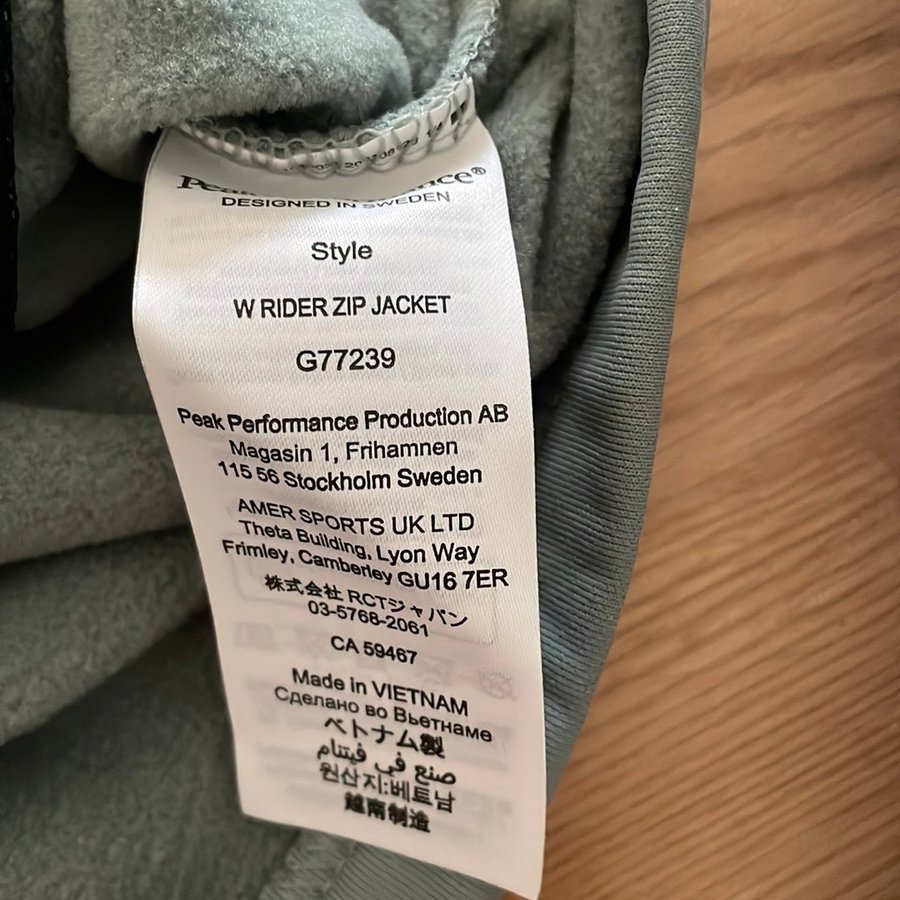 DESIGNED IN SWEDEN
Style
W RIDER ZIP JACKET
G77239
Peak Performance Production AB
Magasin 1, Frihamnen
115 56 Stockholm Sweden
AMER SPORTS UK LTD
Theta Building, Lyon Way
Frimley, Camberley GU16 7ER
株式会社 RCTジャパン
03-5768-2061
CA 59467
Made in VIETNAM
Сделано во Вьетнаме
ベトナム製
صنع في فيتنام
원산지:베트남
越南制造